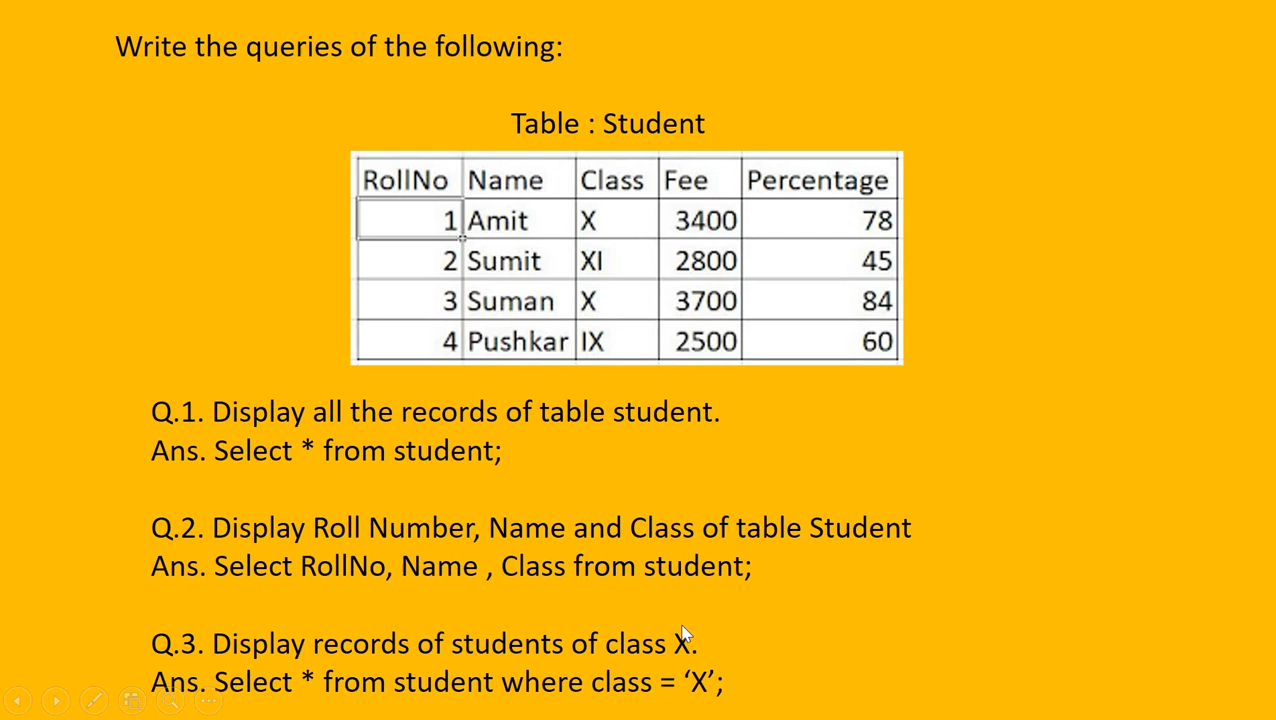 Write the queries of the following:
Table : Student
RollNo Name Class Fee Percentage
1 Amit X 3400 78
2 Sumit XI 2800 45
3 Suman X 3700 84
4 Pushkar IX 2500 60
Q.1. Display all the records of table student.
Ans. Select * from student;
Q.2. Display Roll Number, Name and Class of table Student
Ans. Select RollNo, Name , Class from student;
Q.3. Display records of students of class X.
Ans. Select * from student where class = ‘X’;